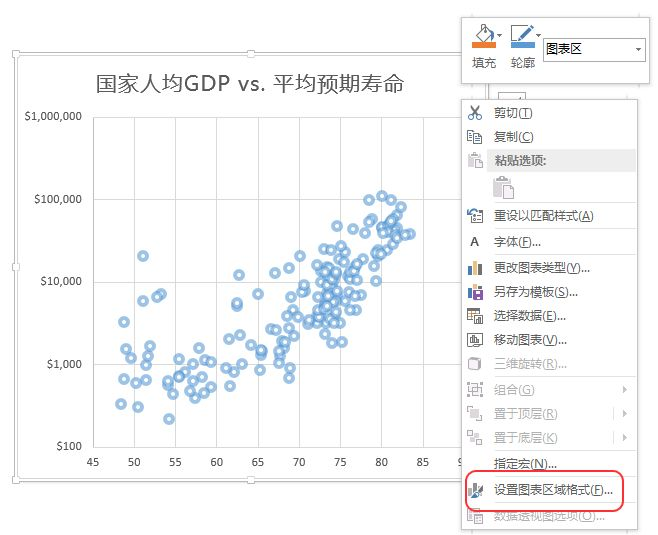 填充
轮廓
图表区
国家人均GDP vs. 平均预期寿命
$1,000,000
$100,000
$10,000
$1,000
$100
45 50 55 60 65 70 75 80 85
剪切(T)
复制(C)
粘贴选项:
重设以匹配样式(A)
A 字体(F)...
更改图表类型(Y)...
另存为模板(S)...
选择数据(E)...
移动图表(V)...
三维旋转(R)...
组合(G)
置于顶层(R)
置于底层(K)
指定宏(N)...
设置图表区域格式(F)...
数据透视图选项(O)...